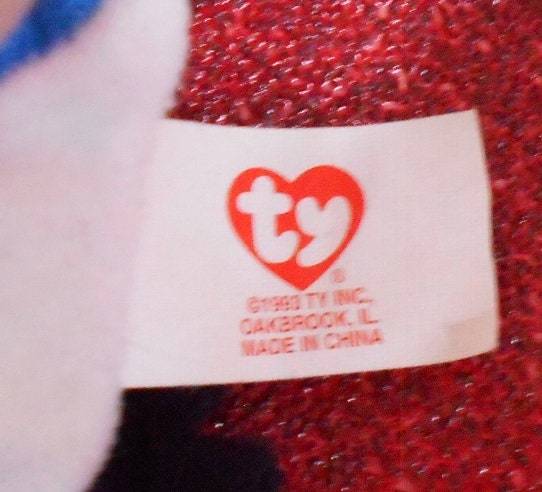 ty
®
©1993 TY INC.
OAKBROOK, IL.
MADE IN CHINA